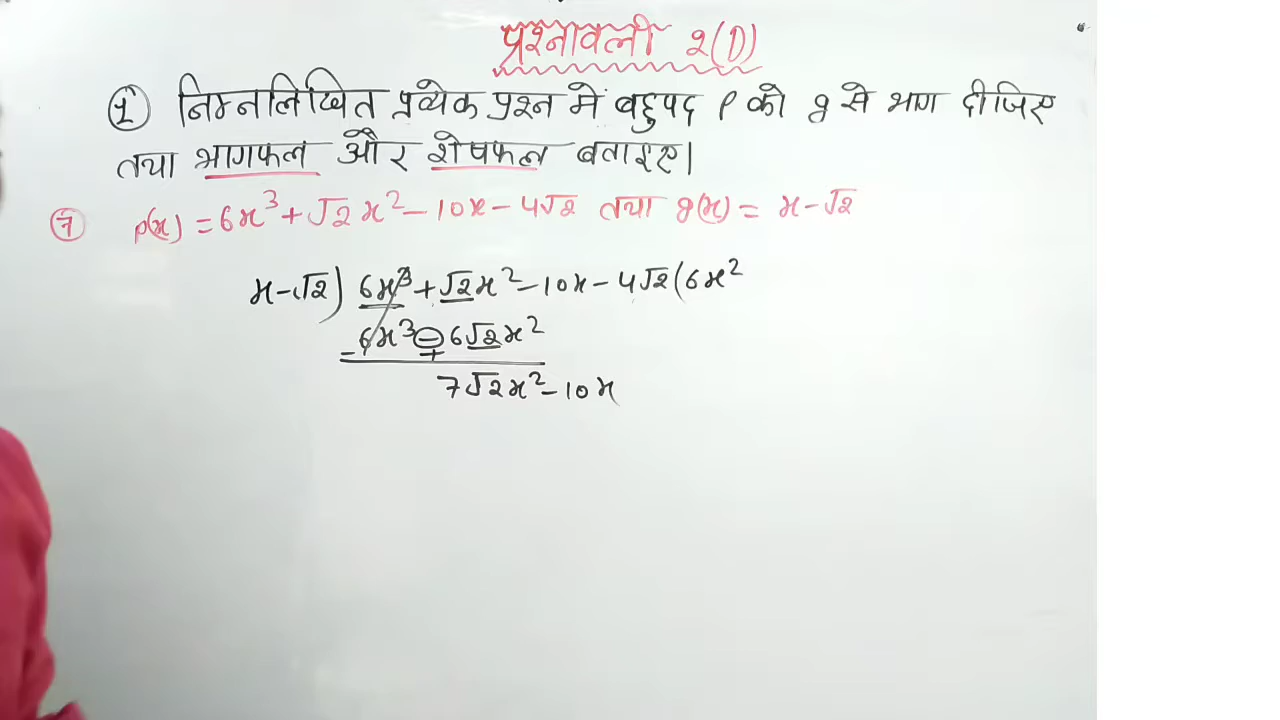 प्रश्नावली 2(D)
① निम्नलिखित प्रत्येक प्रश्न में बहुपद p को g से भाग दीजिए
तथा भागफल और शेषफल बताइए।
⑦ p(x) = 6x³ + √2 x² - 10x - 4√2 तथा g(x) = x - √2
x - √2 ) 6x³ + √2x² - 10x - 4√2 ( 6x²
6x³ - 6√2x²
- +
7√2x² - 10x